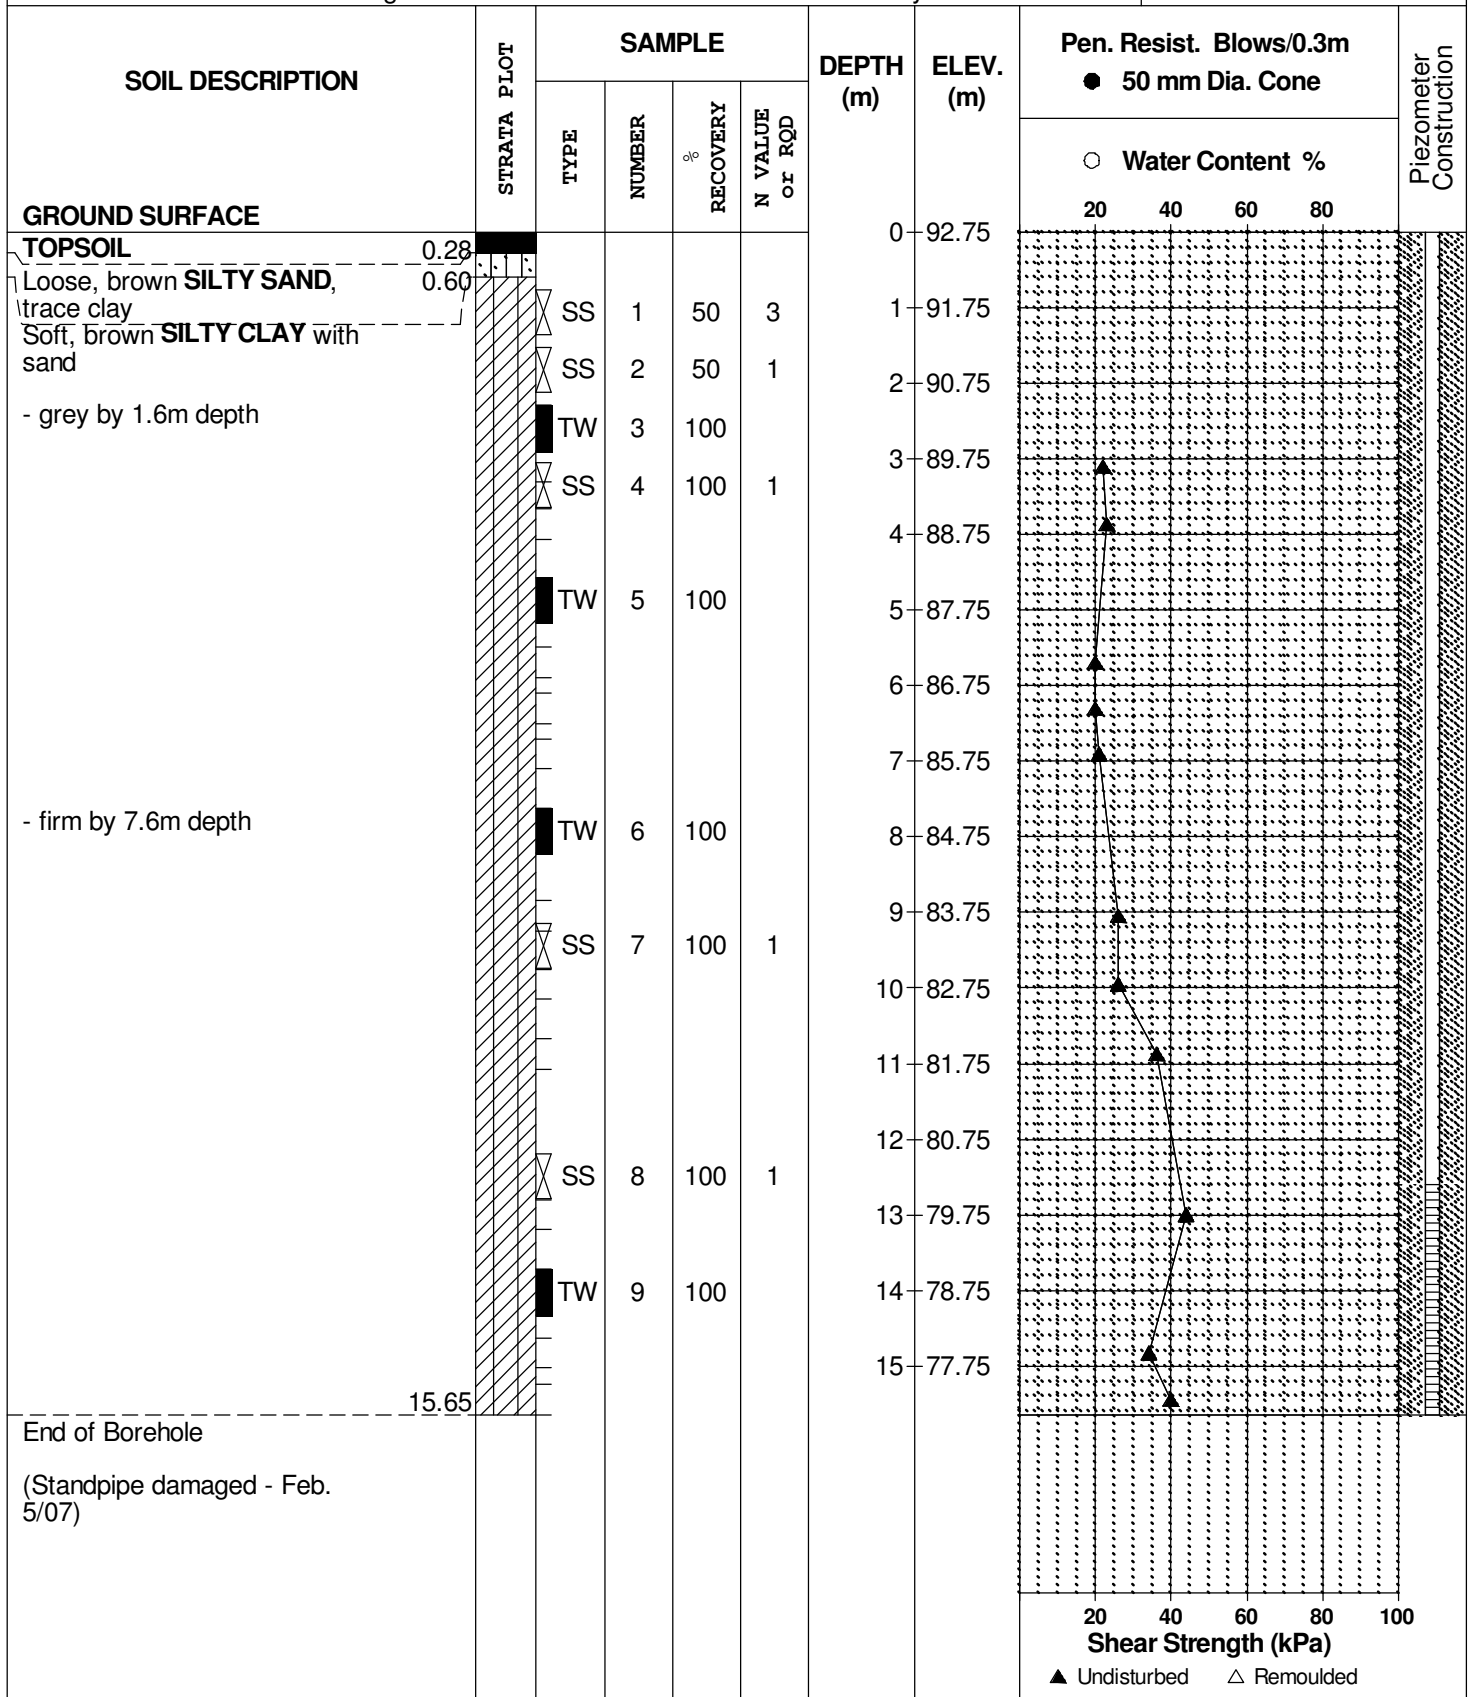 SOIL DESCRIPTION
STRATA PLOT
SAMPLE
TYPE
NUMBER
% RECOVERY
N VALUE or RQD
DEPTH (m)
ELEV. (m)
Pen. Resist. Blows/0.3m
● 50 mm Dia. Cone
○ Water Content %
20 40 60 80
Piezometer Construction
GROUND SURFACE
0 92.75
TOPSOIL 0.28
Loose, brown SILTY SAND, 0.60
trace clay
Soft, brown SILTY CLAY with
sand
- grey by 1.6m depth
- firm by 7.6m depth
15.65
End of Borehole
(Standpipe damaged - Feb.
5/07)
SS 1 50 3
SS 2 50 1
TW 3 100
SS 4 100 1
TW 5 100
TW 6 100
SS 7 100 1
SS 8 100 1
TW 9 100
1 91.75
2 90.75
3 89.75
4 88.75
5 87.75
6 86.75
7 85.75
8 84.75
9 83.75
10 82.75
11 81.75
12 80.75
13 79.75
14 78.75
15 77.75
20 40 60 80 100
Shear Strength (kPa)
▲ Undisturbed △ Remoulded